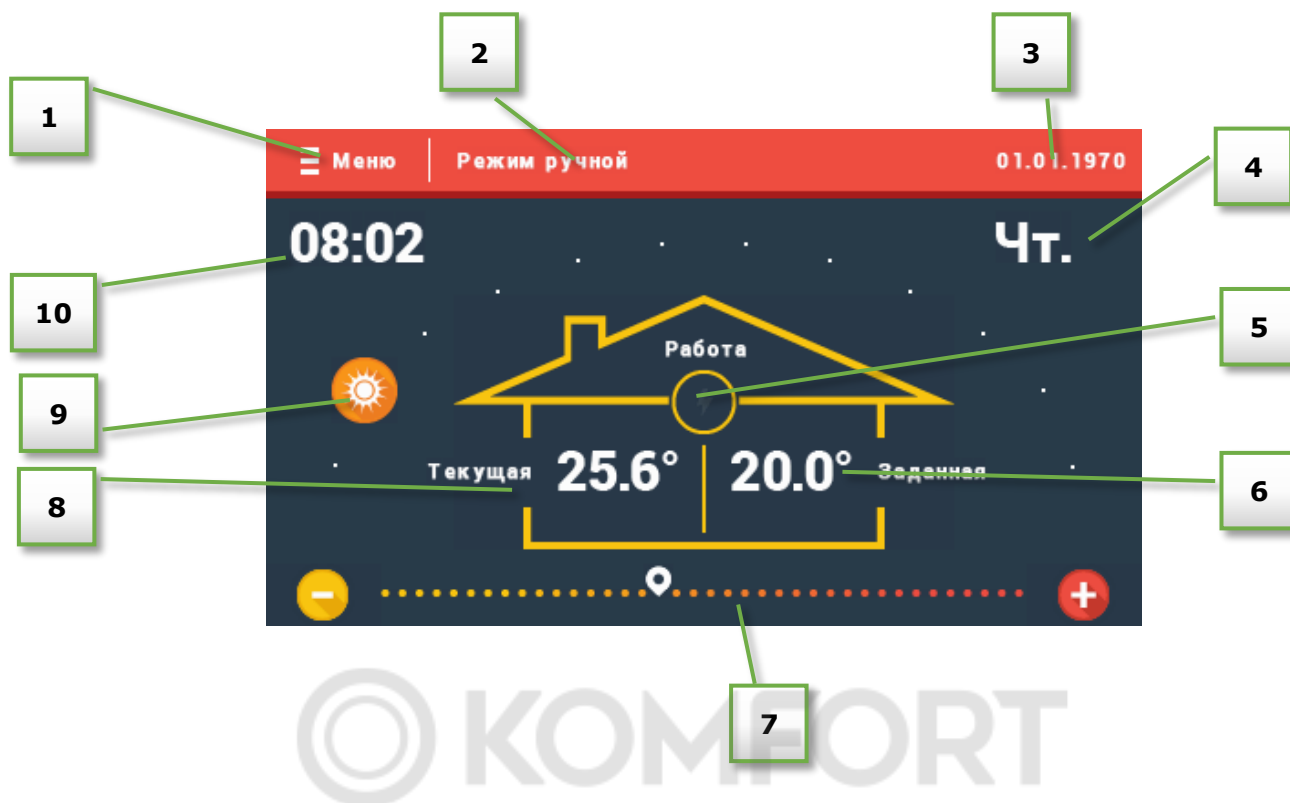 2
3
1
Меню
Режим ручной
01.01.1970
4
08:02
Чт.
10
5
Работа
9
Текущая
25.6°
20.0°
Заданная
6
8
−
+
7
KOMFORT